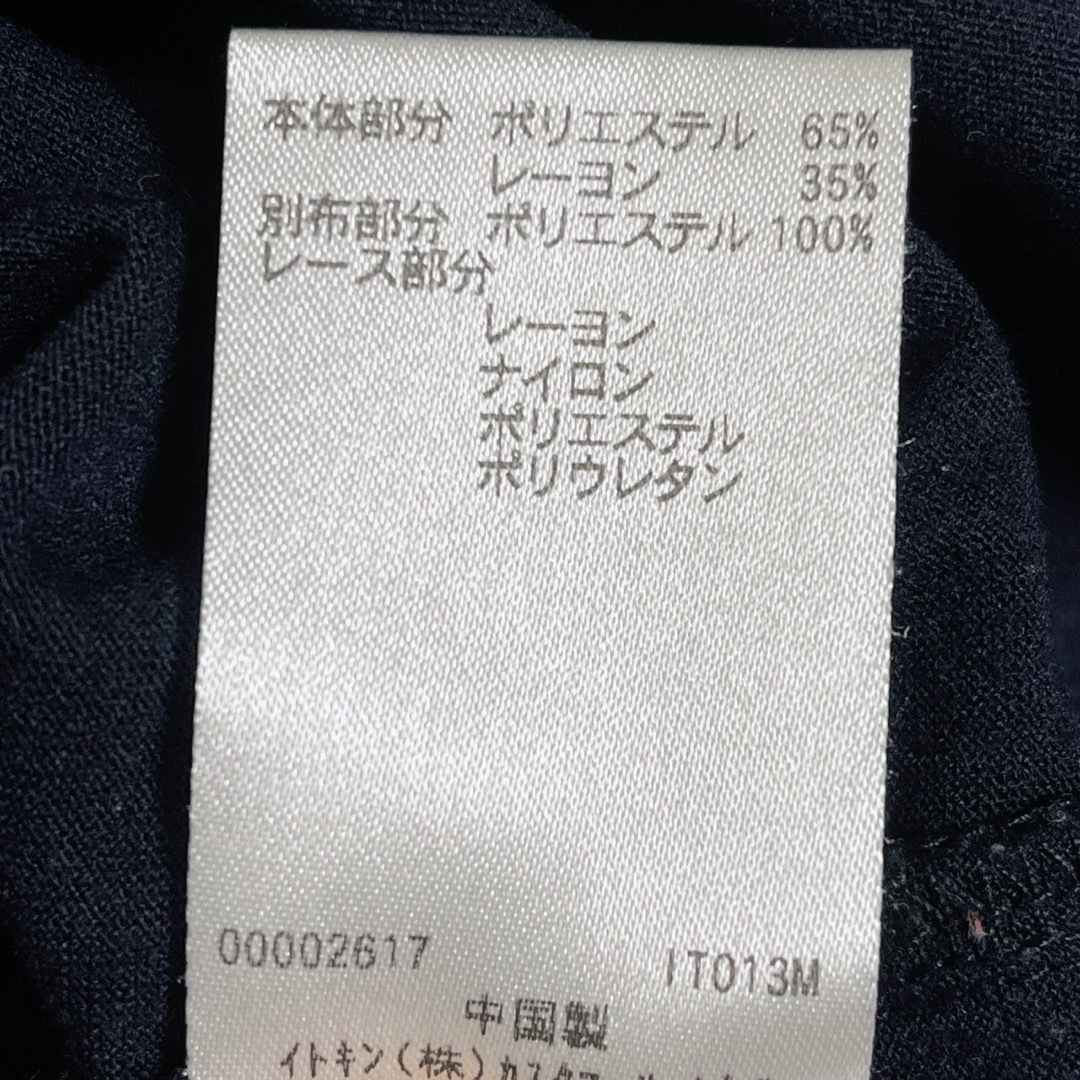 本体部分 ポリエステル 65%
レーヨン 35%
別布部分 ポリエステル 100%
レース部分
レーヨン
ナイロン
ポリエステル
ポリウレタン
00002617 IT013M
中国製
イトキン(株)